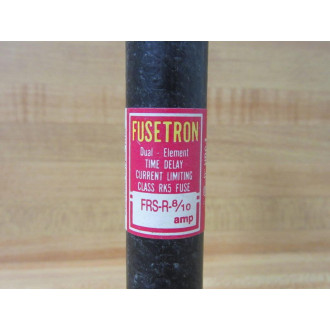 FUSETRON
Dual - Element
TIME DELAY
CURRENT LIMITING
CLASS RK5 FUSE
FRS-R-8/10
amp